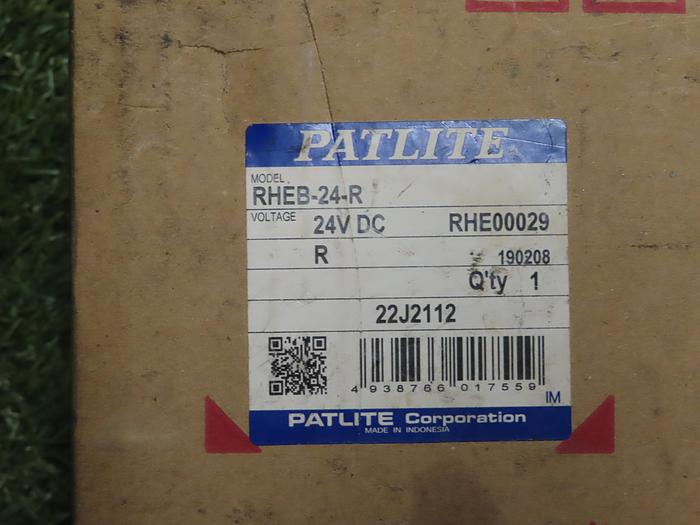 PATLITE
MODEL
RHEB-24-R
VOLTAGE 24V DC RHE00029
R 190208
Q'ty 1
22J2112
4 938766 017559
IM
PATLITE Corporation
MADE IN INDONESIA